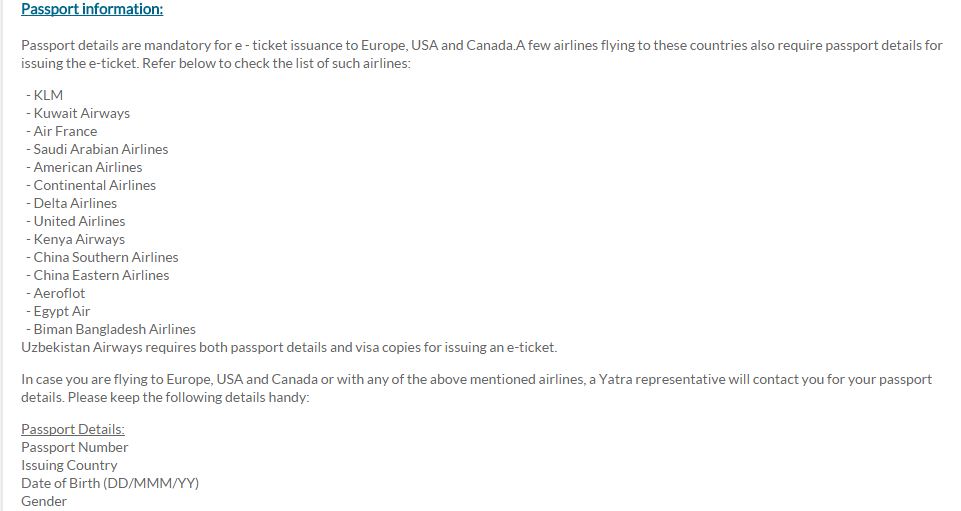 Passport information:
Passport details are mandatory for e - ticket issuance to Europe, USA and Canada.A few airlines flying to these countries also require passport details for
issuing the e-ticket. Refer below to check the list of such airlines:
- KLM
- Kuwait Airways
- Air France
- Saudi Arabian Airlines
- American Airlines
- Continental Airlines
- Delta Airlines
- United Airlines
- Kenya Airways
- China Southern Airlines
- China Eastern Airlines
- Aeroflot
- Egypt Air
- Biman Bangladesh Airlines
Uzbekistan Airways requires both passport details and visa copies for issuing an e-ticket.
In case you are flying to Europe, USA and Canada or with any of the above mentioned airlines, a Yatra representative will contact you for your passport
details. Please keep the following details handy:
Passport Details:
Passport Number
Issuing Country
Date of Birth (DD/MMM/YY)
Gender